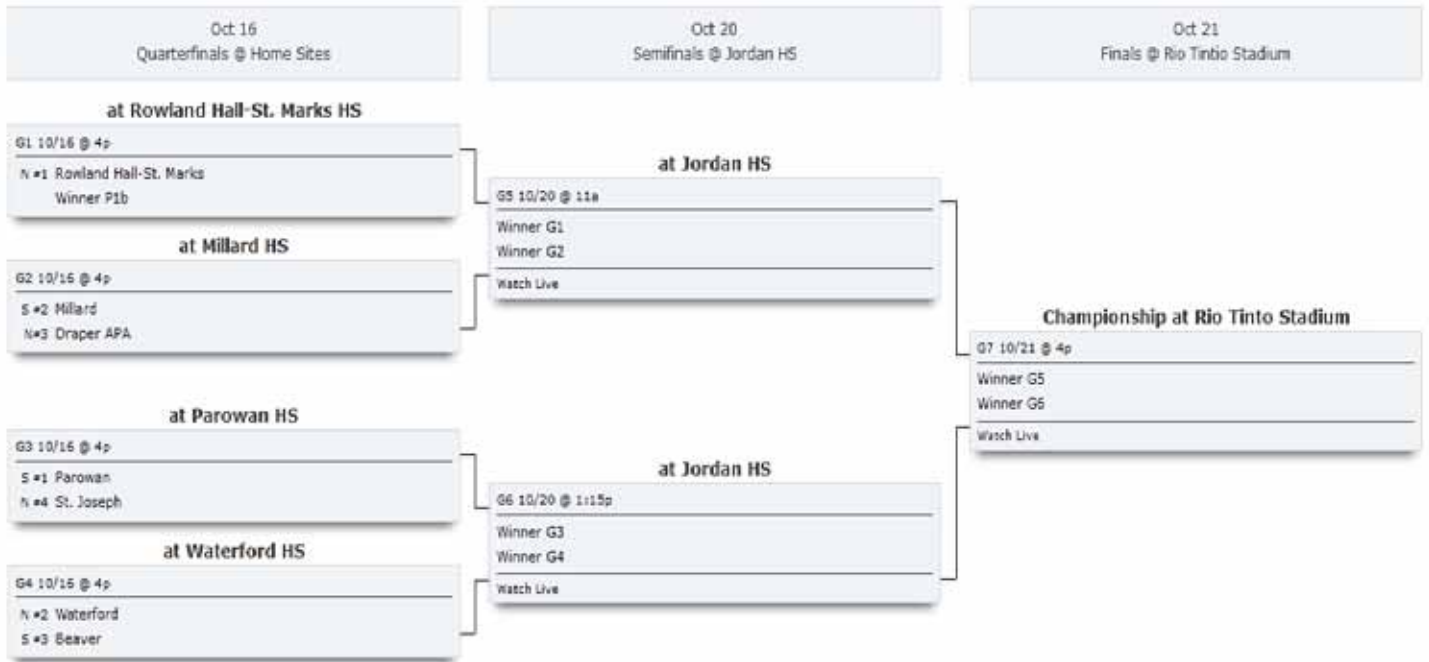 Oct 16
Quarterfinals @ Home Sites
Oct 20
Semifinals @ Jordan HS
Oct 21
Finals @ Rio Tintio Stadium
at Rowland Hall-St. Marks HS
G1 10/16 @ 4p
N #1 Rowland Hall-St. Marks
Winner P1b
at Millard HS
G2 10/16 @ 4p
S #2 Millard
N#3 Draper APA
at Parowan HS
G3 10/16 @ 4p
S #1 Parowan
N #4 St. Joseph
at Waterford HS
G4 10/16 @ 4p
N #2 Waterford
S #3 Beaver
at Jordan HS
G5 10/20 @ 11a
Winner G1
Winner G2
Watch Live
at Jordan HS
G6 10/20 @ 1:15p
Winner G3
Winner G4
Watch Live
Championship at Rio Tinto Stadium
G7 10/21 @ 4p
Winner G5
Winner G6
Watch Live